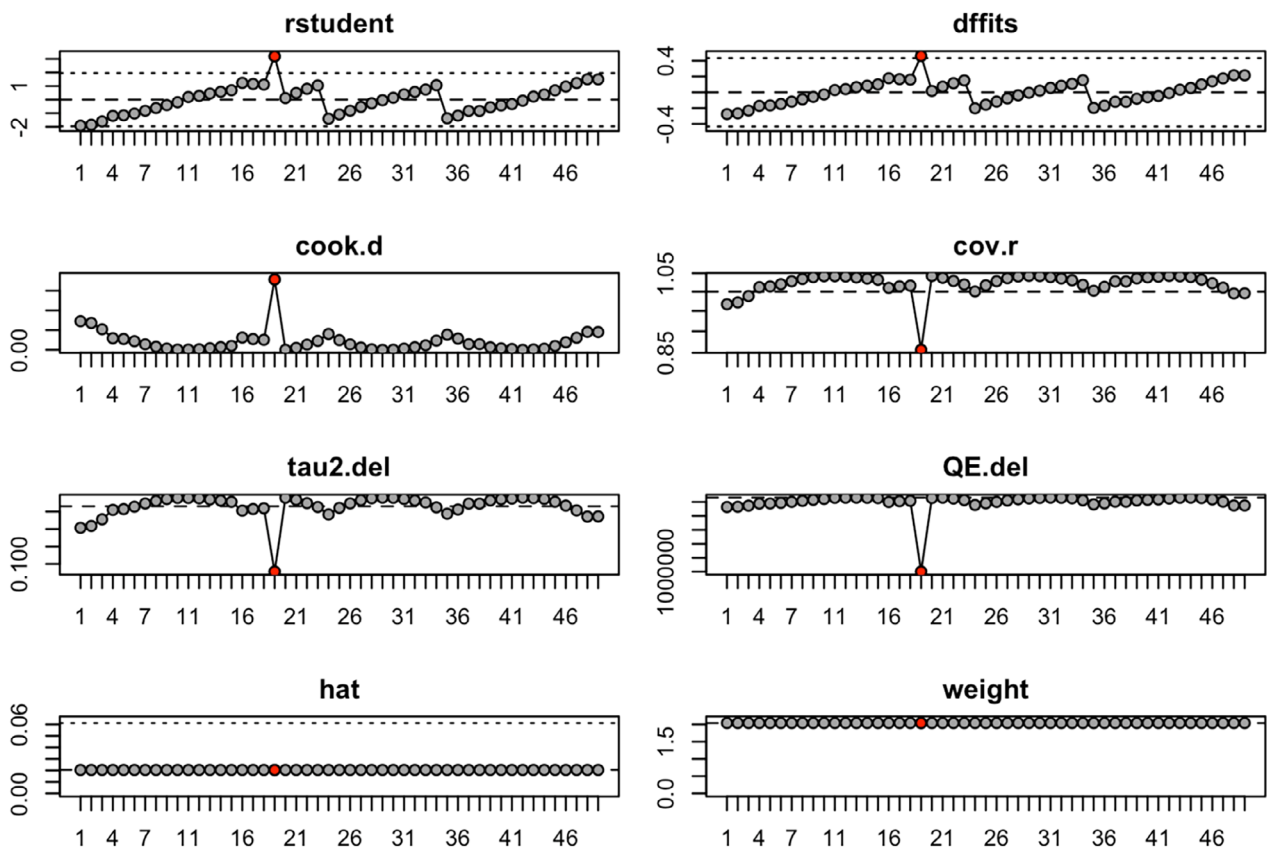 rstudent
1
-2
1 4 7 11 16 21 26 31 36 41 46
dffits
0.4
-0.4
1 4 7 11 16 21 26 31 36 41 46
cook.d
0.00
1 4 7 11 16 21 26 31 36 41 46
cov.r
1.05
0.85
1 4 7 11 16 21 26 31 36 41 46
tau2.del
0.100
1 4 7 11 16 21 26 31 36 41 46
QE.del
1000000
1 4 7 11 16 21 26 31 36 41 46
hat
0.06
0.00
1 4 7 11 16 21 26 31 36 41 46
weight
1.5
0.0
1 4 7 11 16 21 26 31 36 41 46